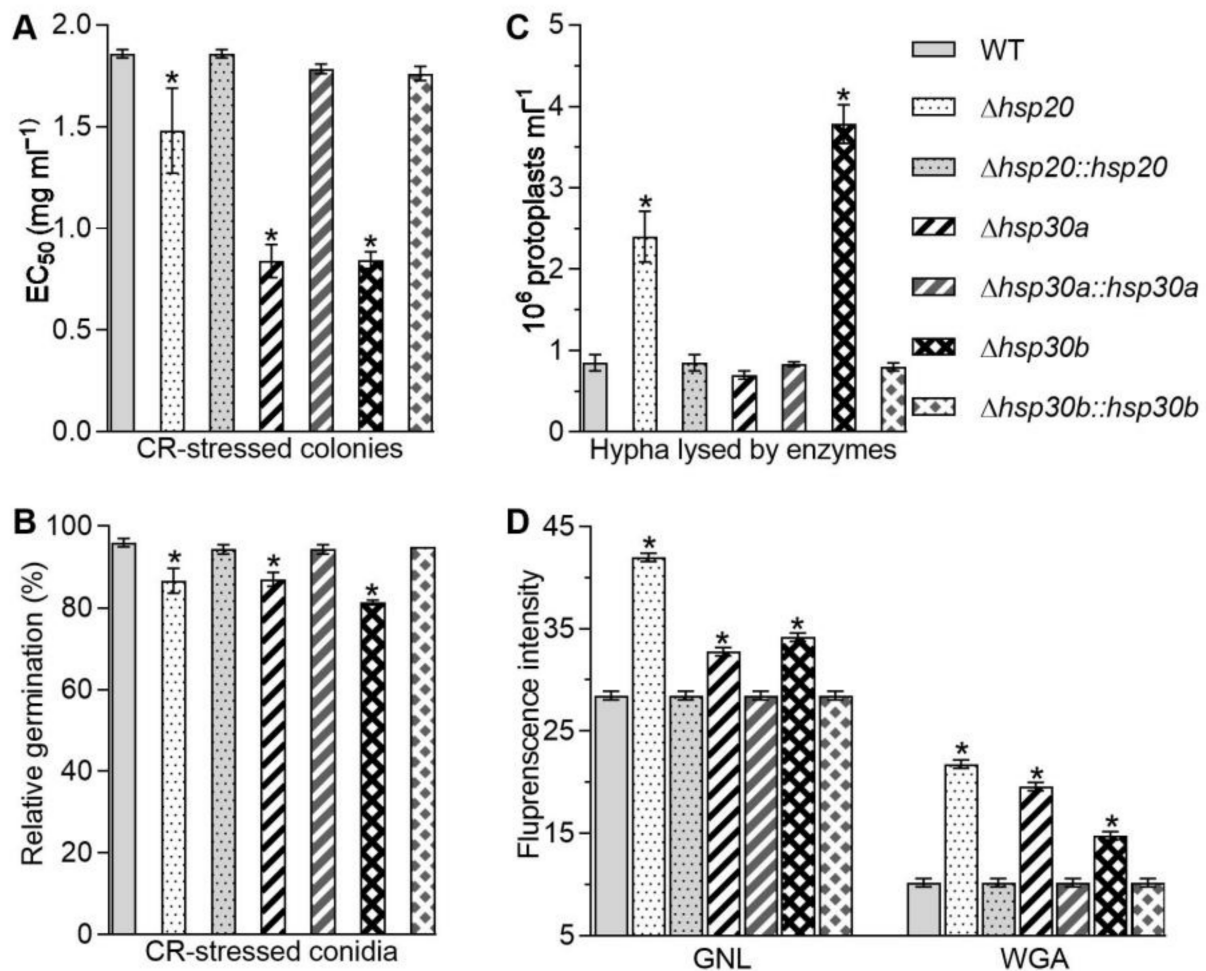 A
2.0
1.5
1.0
0.5
0.0
EC50 (mg ml−1)
*
*
*
CR-stressed colonies
C
5
4
3
2
1
0
10⁶ protoplasts ml⁻¹
*
*
Hypha lysed by enzymes
WT
Δhsp20
Δhsp20::hsp20
Δhsp30a
Δhsp30a::hsp30a
Δhsp30b
Δhsp30b::hsp30b
B
100
80
60
40
20
0
Relative germination (%)
*
*
*
CR-stressed conidia
D
45
35
25
15
5
Fluprenscence intensity
*
*
*
*
*
*
GNL
WGA